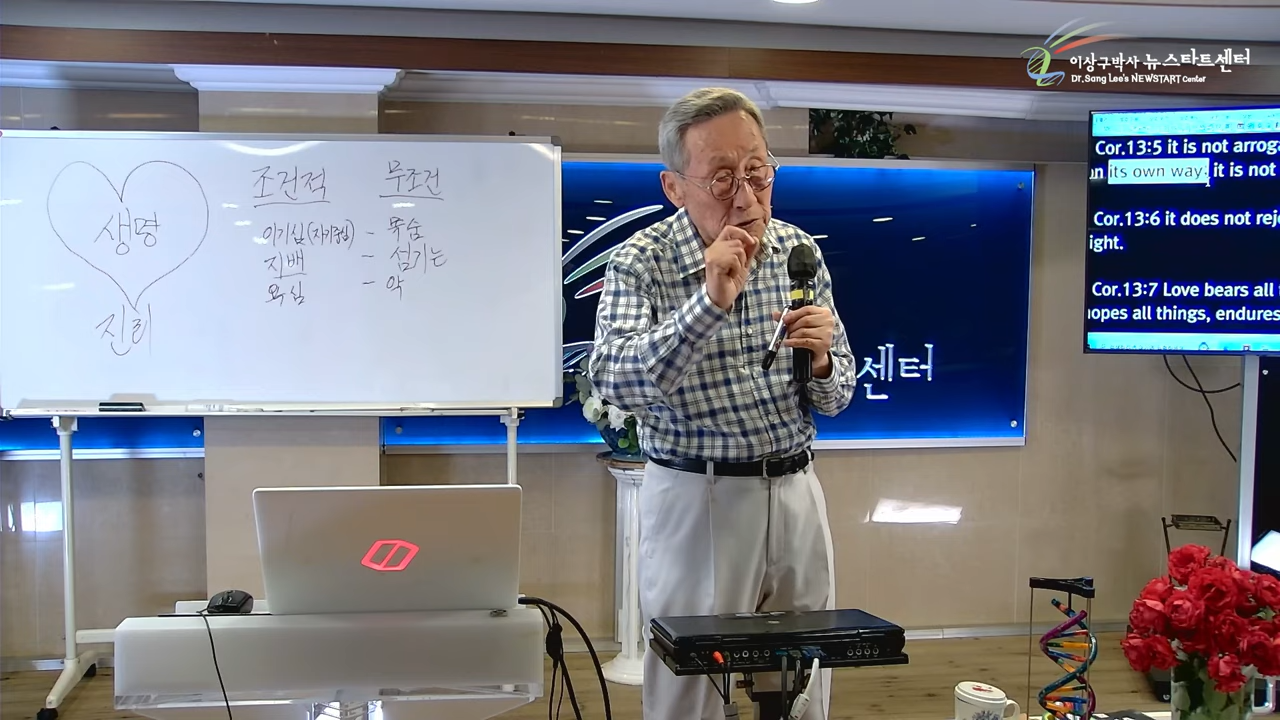 이상구박사 뉴스타트센터
Dr.Sang Lee's NEWSTART Center
생명
진리
조건적 무조건
이기심(자기중심) - 목숨
지배 - 섬기는
욕심 - 약
센터
Cor.13:5 it is not arroga
n its own way, it is not
Cor.13:6 it does not rejo
ight.
Cor.13:7 Love bears all
hopes all things, endures